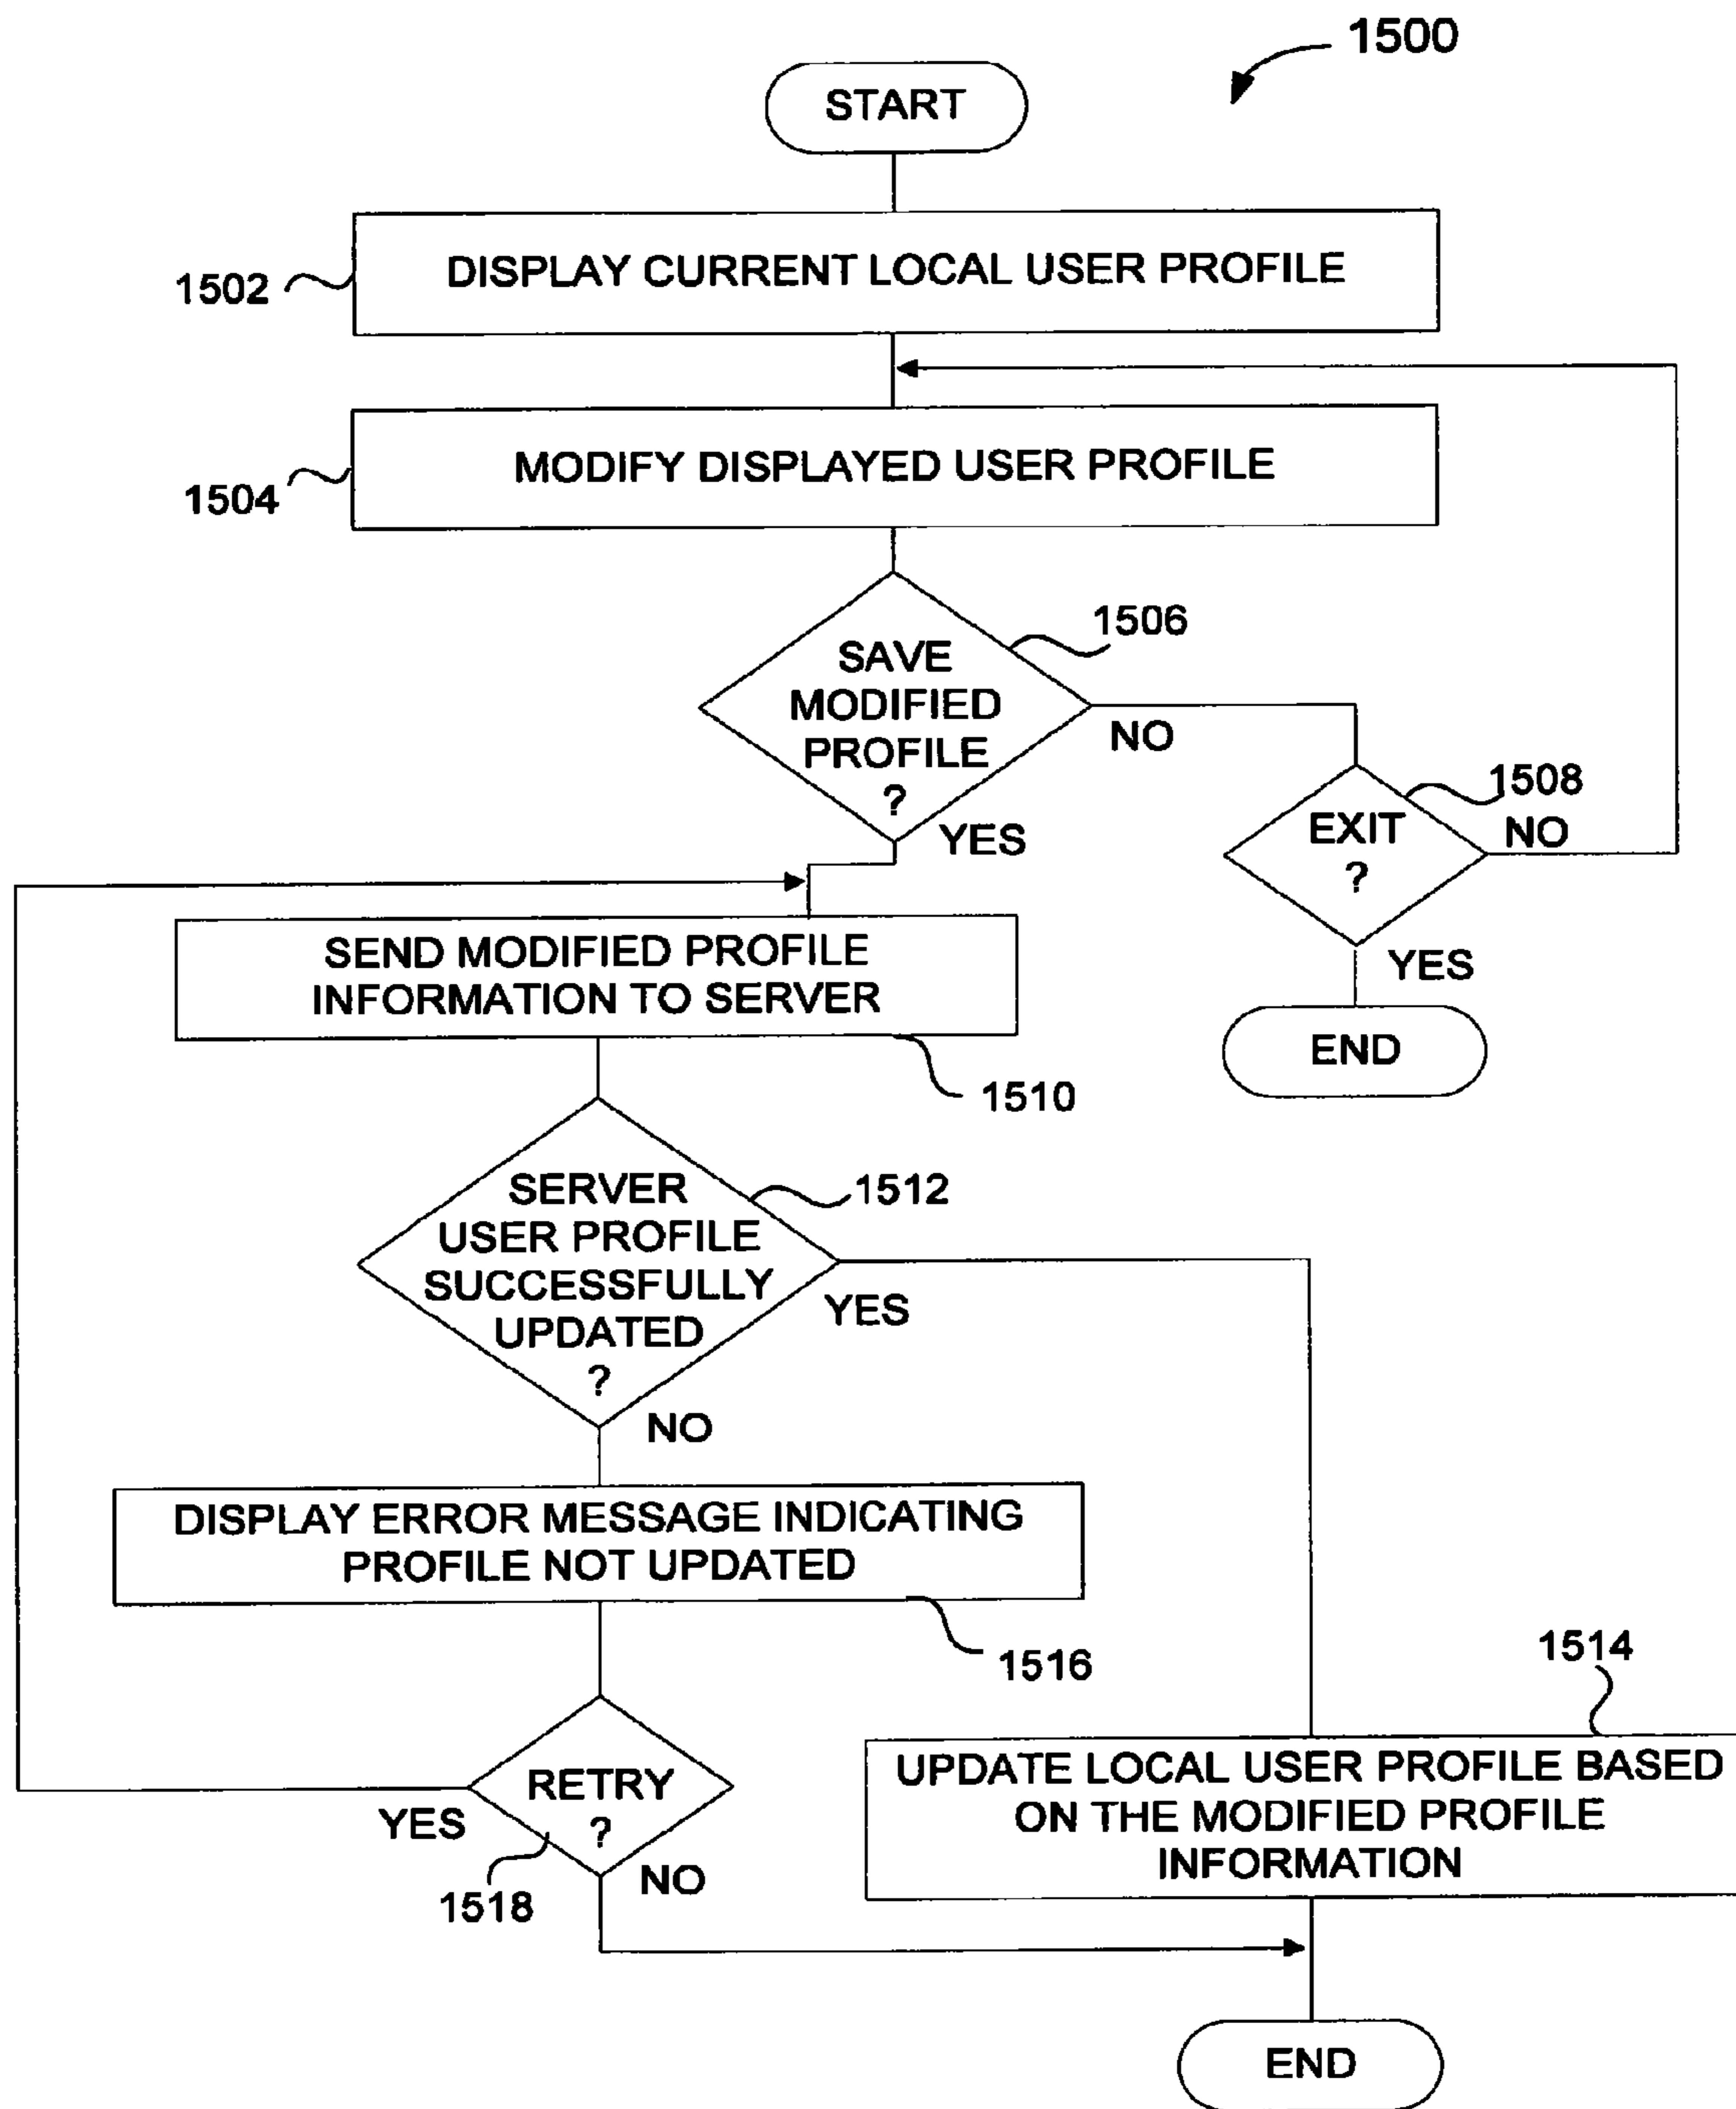 1500
START
DISPLAY CURRENT LOCAL USER PROFILE
1502
MODIFY DISPLAYED USER PROFILE
1504
1506
SAVE
MODIFIED
PROFILE
?
NO
YES
1508
EXIT
?
NO
YES
END
SEND MODIFIED PROFILE
INFORMATION TO SERVER
1510
SERVER
USER PROFILE
SUCCESSFULLY
UPDATED
?
1512
YES
NO
DISPLAY ERROR MESSAGE INDICATING
PROFILE NOT UPDATED
1516
1514
RETRY
?
YES
NO
1518
UPDATE LOCAL USER PROFILE BASED
ON THE MODIFIED PROFILE
INFORMATION
END